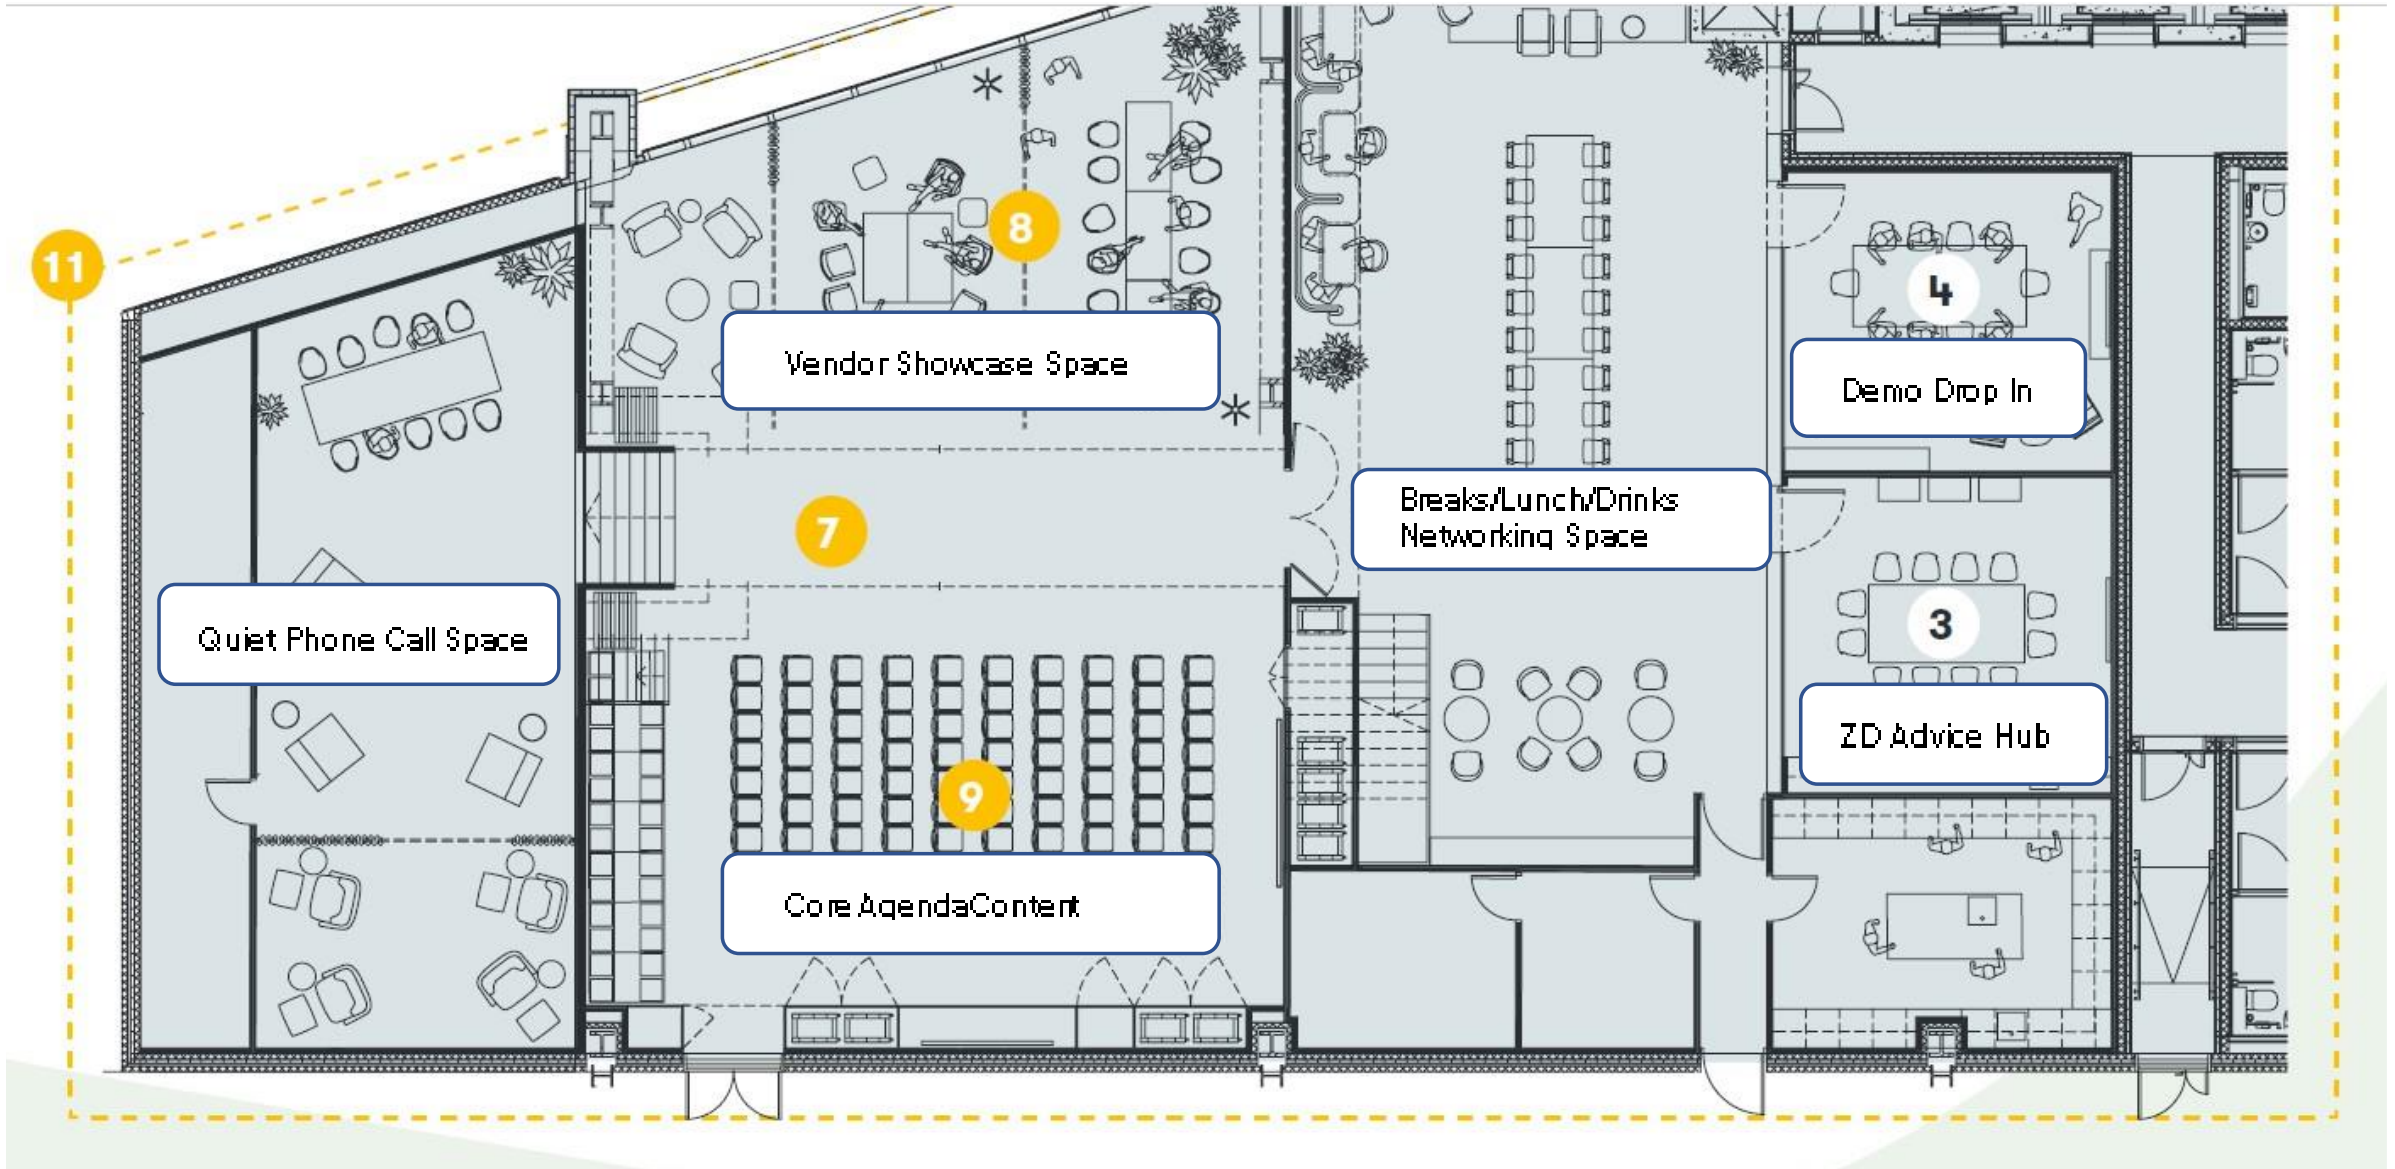 11
8
4
Vendor Showcase Space
Demo Drop In
7
Breaks/Lunch/Drinks
Networking Space
3
Quiet Phone Call Space
ZD Advice Hub
9
Core AgendaContent